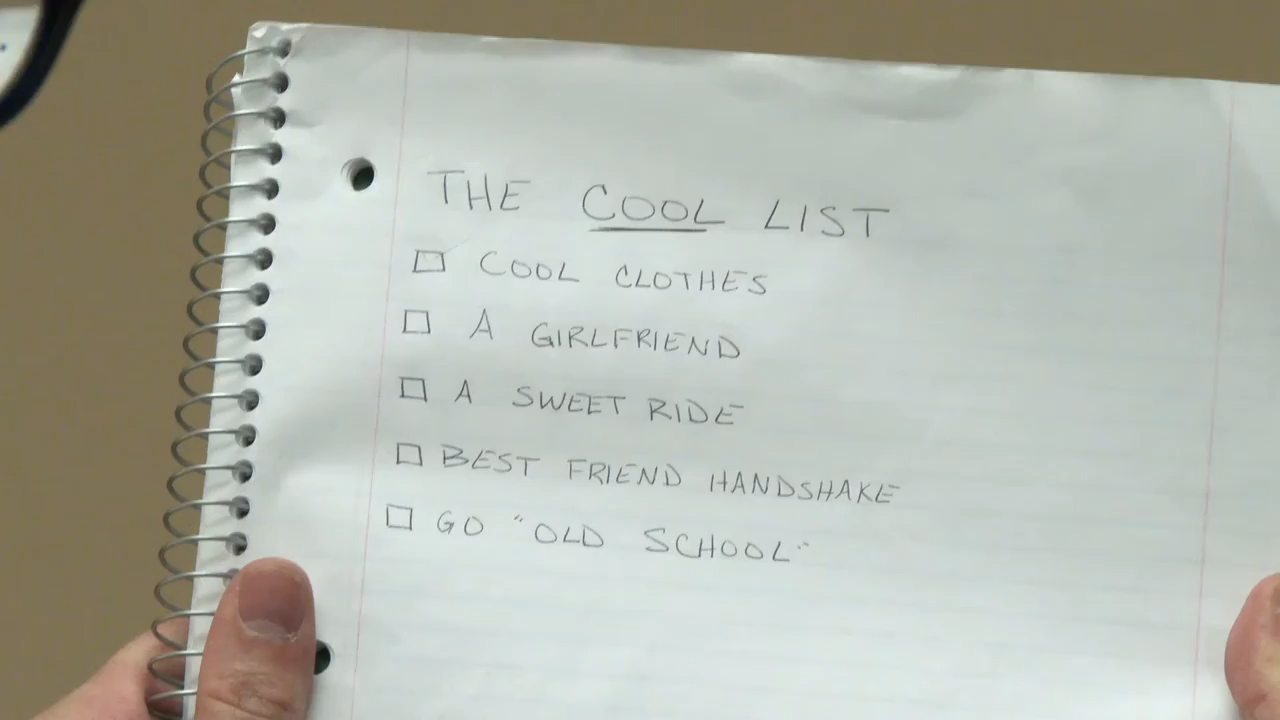 THE COOL LIST
COOL CLOTHES
A GIRLFRIEND
A SWEET RIDE
BEST FRIEND HANDSHAKE
GO "OLD SCHOOL"